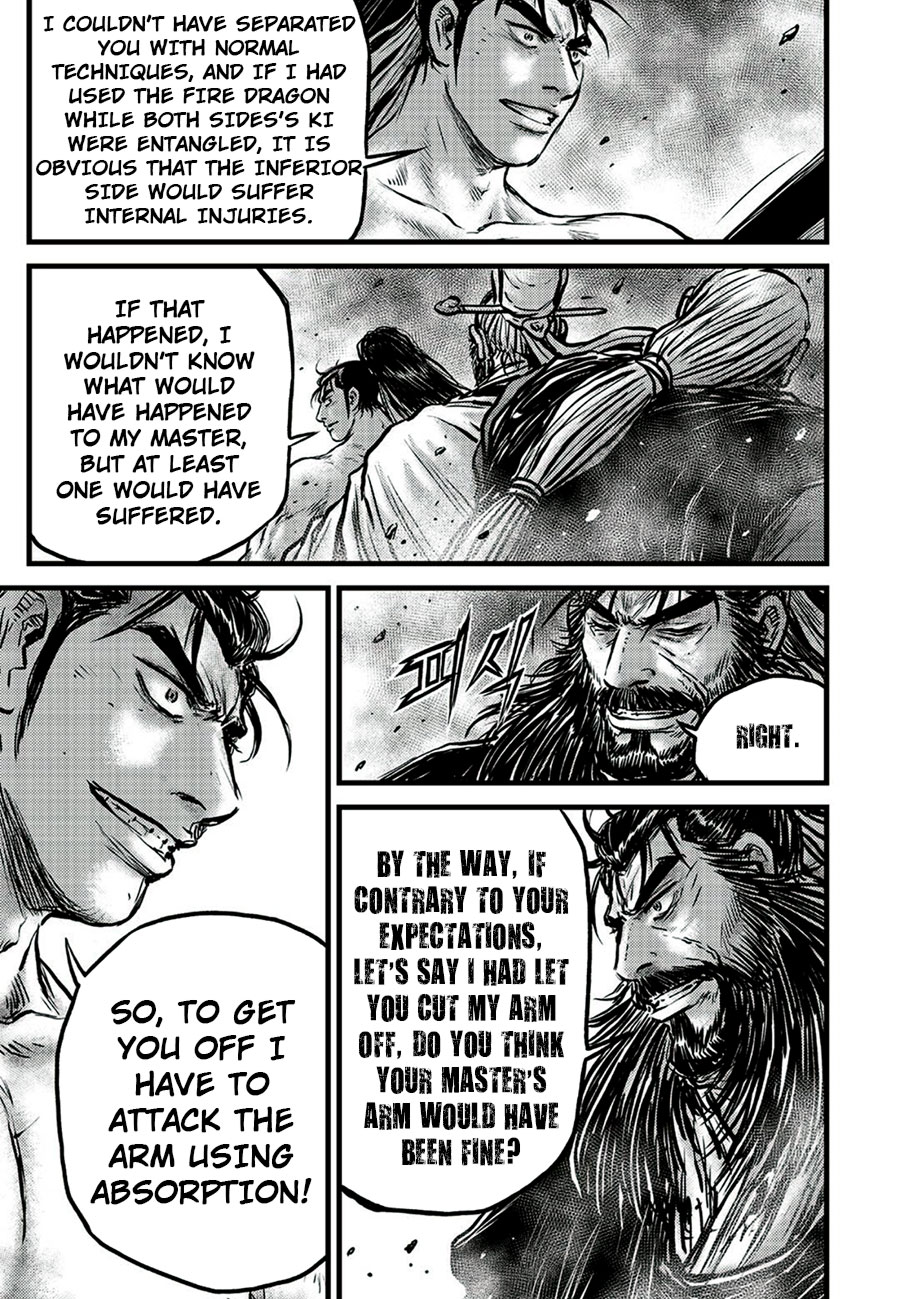 I COULDN'T HAVE SEPARATED
YOU WITH NORMAL
TECHNIQUES, AND IF I HAD
USED THE FIRE DRAGON
WHILE BOTH SIDES'S KI
WERE ENTANGLED, IT IS
OBVIOUS THAT THE INFERIOR
SIDE WOULD SUFFER
INTERNAL INJURIES.
IF THAT
HAPPENED, I
WOULDN'T KNOW
WHAT WOULD
HAVE HAPPENED
TO MY MASTER,
BUT AT LEAST
ONE WOULD HAVE
SUFFERED.
SO, TO GET
YOU OFF I
HAVE TO
ATTACK THE
ARM USING
ABSORPTION!
피식
RIGHT.
BY THE WAY, IF
CONTRARY TO YOUR
EXPECTATIONS,
LET'S SAY I HAD LET
YOU CUT MY ARM
OFF, DO YOU THINK
YOUR MASTER'S
ARM WOULD HAVE
BEEN FINE?